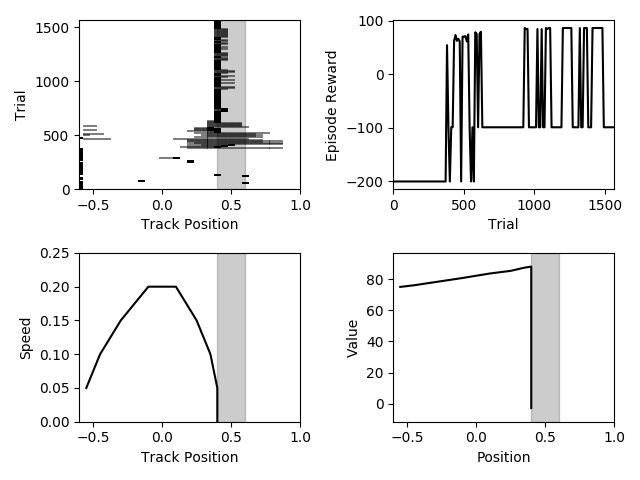 1500
1000
500
0
Trial
−0.5 0.0 0.5 1.0
Track Position
100
0
−100
−200
Episode Reward
0 500 1000 1500
Trial
0.25
0.20
0.15
0.10
0.05
0.00
Speed
−0.5 0.0 0.5 1.0
Track Position
80
60
40
20
0
Value
−0.5 0.0 0.5 1.0
Position